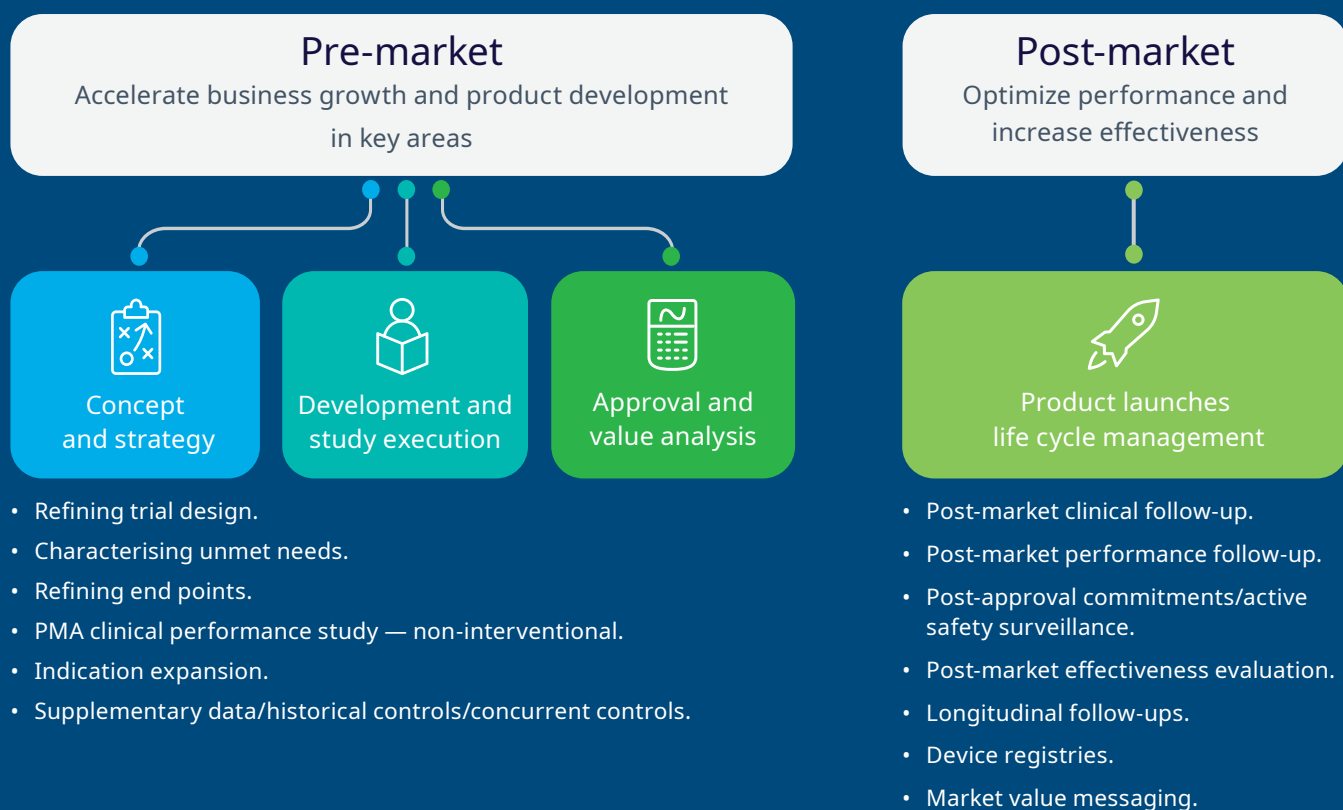 Pre-market
Accelerate business growth and product development
in key areas
Concept
and strategy
Development and
study execution
Approval and
value analysis
• Refining trial design.
• Characterising unmet needs.
• Refining end points.
• PMA clinical performance study — non-interventional.
• Indication expansion.
• Supplementary data/historical controls/concurrent controls.
Post-market
Optimize performance and
increase effectiveness
Product launches
life cycle management
• Post-market clinical follow-up.
• Post-market performance follow-up.
• Post-approval commitments/active
safety surveillance.
• Post-market effectiveness evaluation.
• Longitudinal follow-ups.
• Device registries.
• Market value messaging.